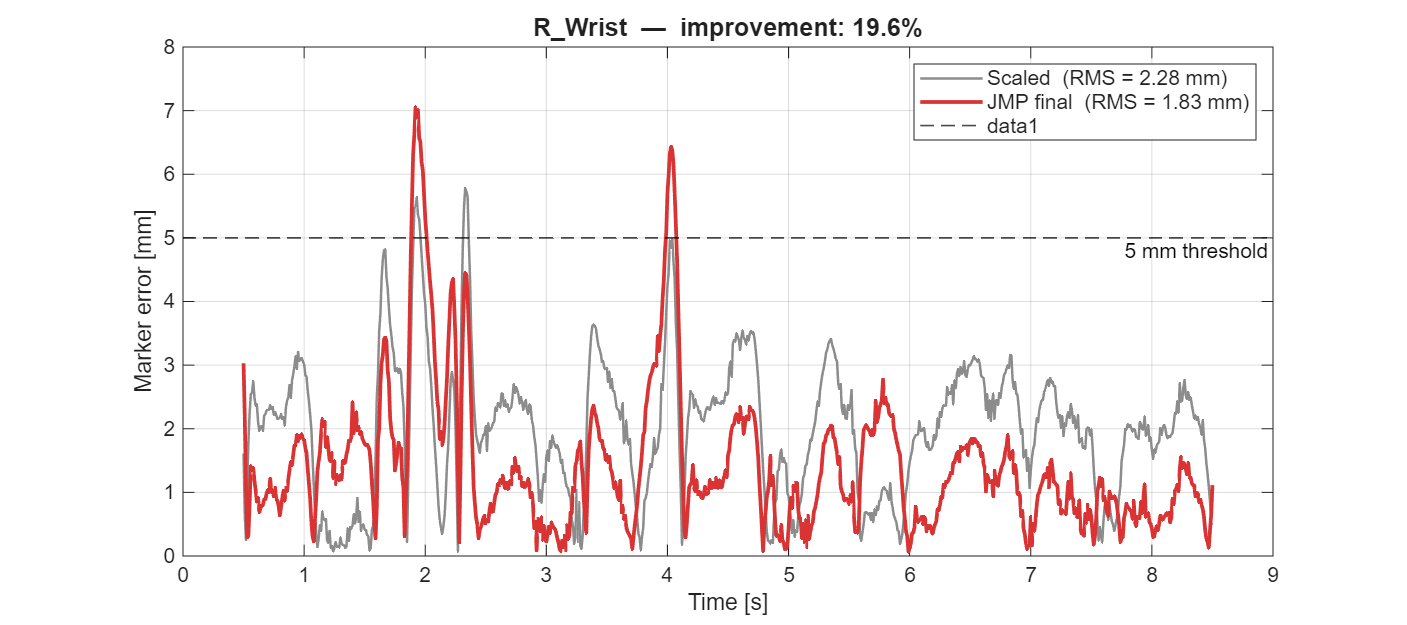 R_Wrist — improvement: 19.6%
8
7
6
5
4
3
2
1
0
Marker error [mm]
Scaled (RMS = 2.28 mm)
JMP final (RMS = 1.83 mm)
data1
5 mm threshold
0 1 2 3 4 5 6 7 8 9
Time [s]